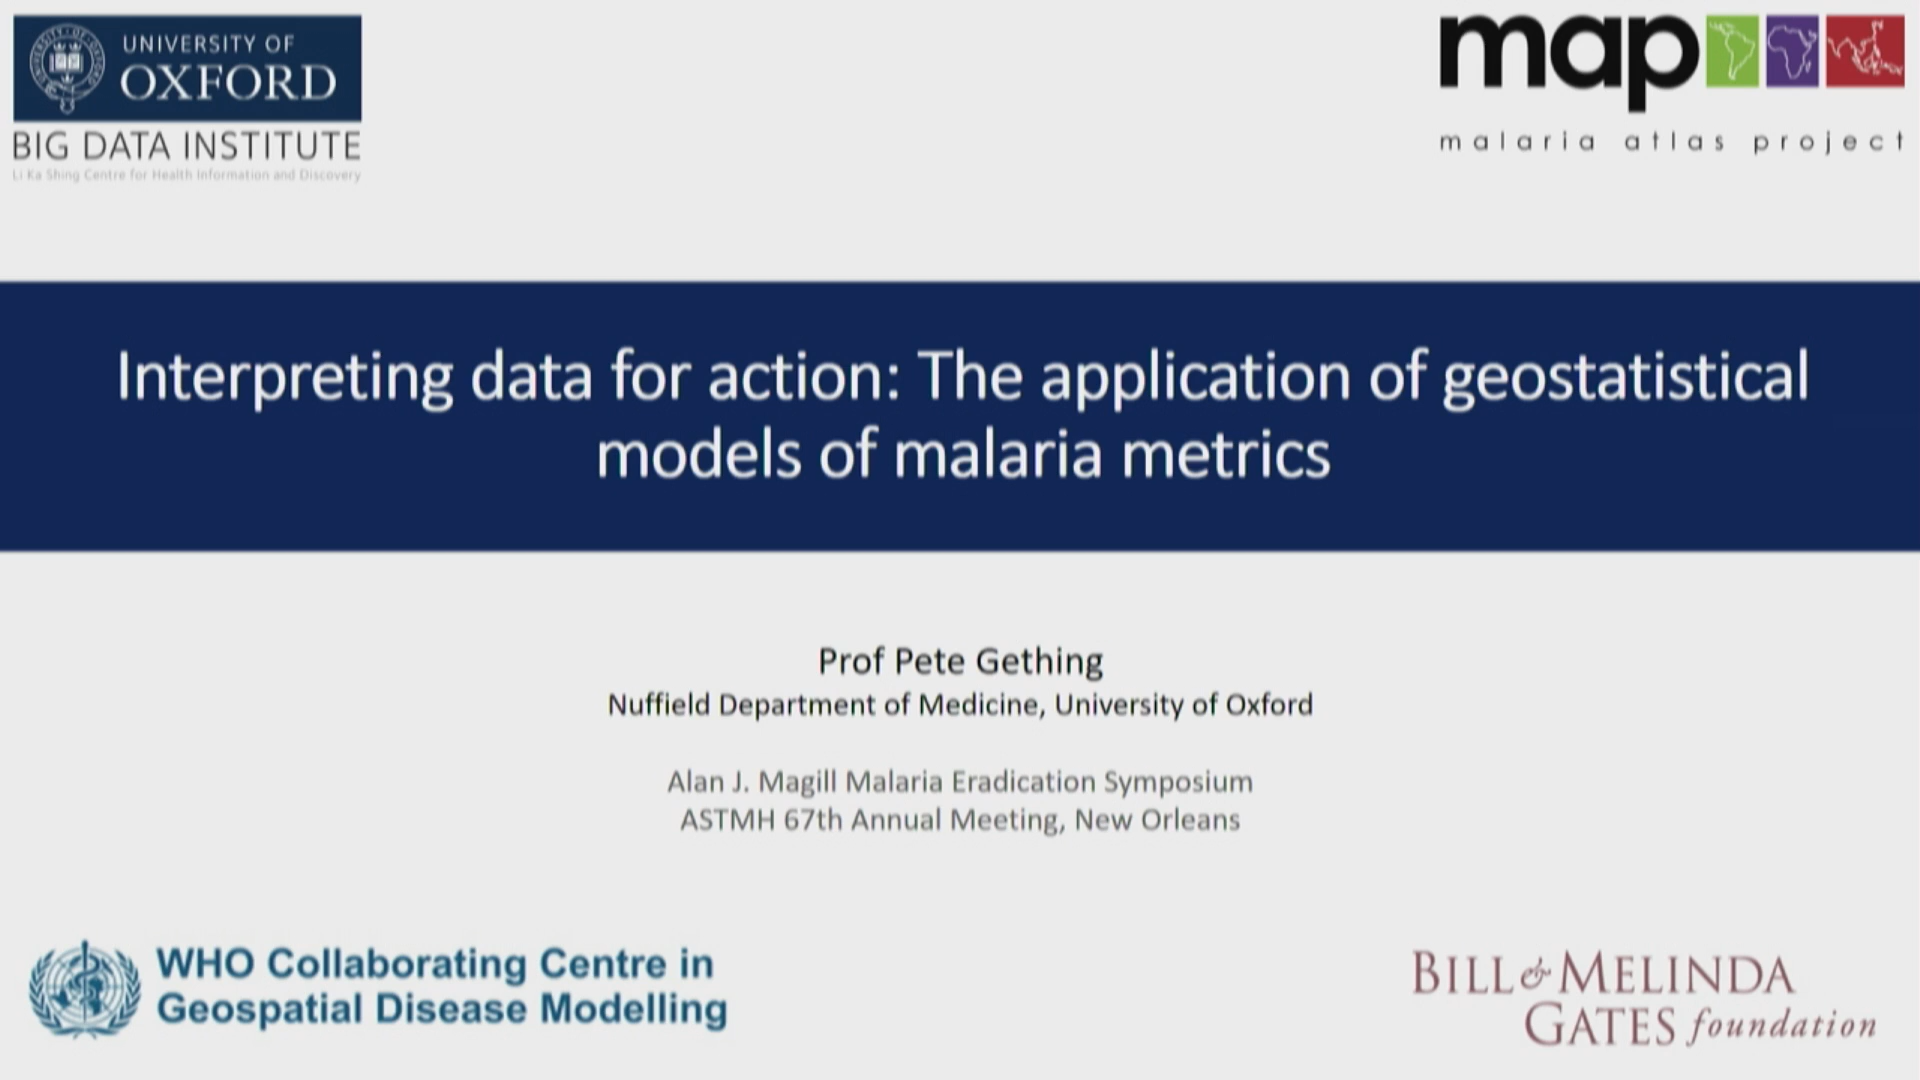 UNIVERSITY OF
OXFORD
BIG DATA INSTITUTE
Li Ka Shing Centre for Health Information and Discovery
map
malaria atlas project
Interpreting data for action: The application of geostatistical
models of malaria metrics
Prof Pete Gething
Nuffield Department of Medicine, University of Oxford
Alan J. Magill Malaria Eradication Symposium
ASTMH 67th Annual Meeting, New Orleans
WHO Collaborating Centre in
Geospatial Disease Modelling
BILL & MELINDA
GATES foundation